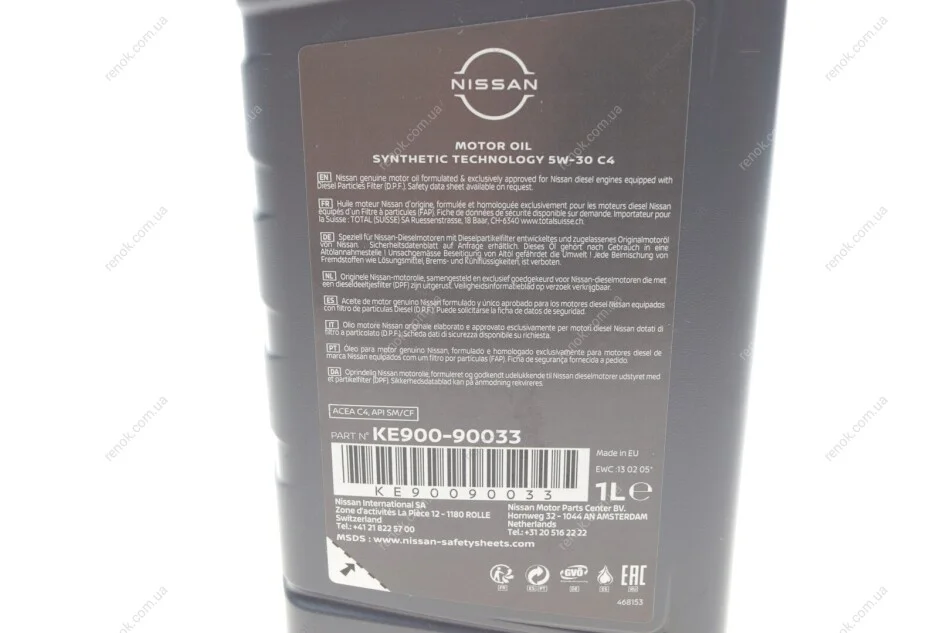 NISSAN
MOTOR OIL
SYNTHETIC TECHNOLOGY 5W-30 C4
EN Nissan genuine motor oil formulated & exclusively approved for Nissan diesel engines equipped with
Diesel Particles Filter (D.P.F.). Safety data sheet available on request.
FR Huile moteur Nissan d'origine, formulée et homologuée exclusivement pour les moteurs diesel Nissan
équipés d'un Filtre à particules (FAP). Fiche de données de sécurité disponible sur demande. Importateur pour
la Suisse : TOTAL (SUISSE) SA Ruessenstrasse, 18 Baar, CH-6340 www.totalsuisse.ch.
DE Speziell für Nissan-Dieselmotoren mit Dieselpartikelfilter entwickeltes und zugelassenes Originalmotoröl
von Nissan . Sicherheitsdatenblatt auf Anfrage erhältlich. Dieses Öl gehört nach Gebrauch in eine
Altölannahmestelle ! Unsachgemässe Beseitigung von Altöl gefährdet die Umwelt ! Jede Beimischung von
Fremdstoffen wie Lösungsmittel, Brems- und Kühlflüssigkeiten, ist verboten.
NL Originele Nissan-motorolie, samengesteld en exclusief goedgekeurd voor Nissan-dieselmotoren die met
een dieseldeeltjesfilter (DPF) zijn uitgerust. Veiligheidsinformatieblad op verzoek verkrijgbaar.
ES Aceite de motor genuino Nissan formulado y único aprobado para los motores diesel Nissan equipados
con filtro de partículas Diesel (D.P.F.). Puede solicitarse la ficha de datos de seguridad.
IT Olio motore Nissan originale elaborato e approvato esclusivamente per motori diesel Nissan dotati di
filtro a particolato (D.P.F.). Scheda dati di sicurezza disponibile su richiesta.
PT Óleo para motor genuíno Nissan, formulado e homologado exclusivamente para motores diesel de
marca Nissan equipados com um filtro por partículas (FAP). Ficha de segurança fornecida a pedido.
DA Oprindelig Nissan motorolie, formuleret og godkendt udelukkende til Nissan dieselmotorer udstyret med
et partikelfilter (DPF). Sikkerhedsdatablad kan på anmodning rekvireres.
ACEA C4, API SM/CF
PART N° KE900-90033
KE90090033
Made in EU
EWC :13 02 05*
1L e
Nissan International SA
Zone d'activités La Pièce 12 - 1180 ROLLE
Switzerland
Tel.: +41 21 822 57 00
Nissan Motor Parts Center BV.
Hornweg 32 - 1044 AN AMSTERDAM
Netherlands
Tel.: +31 20 516 22 22
MSDS : www.nissan-safetysheets.com
GVÖ
EAC
FR
ES/PT
DE
ES
RU
468153
renok.com.ua